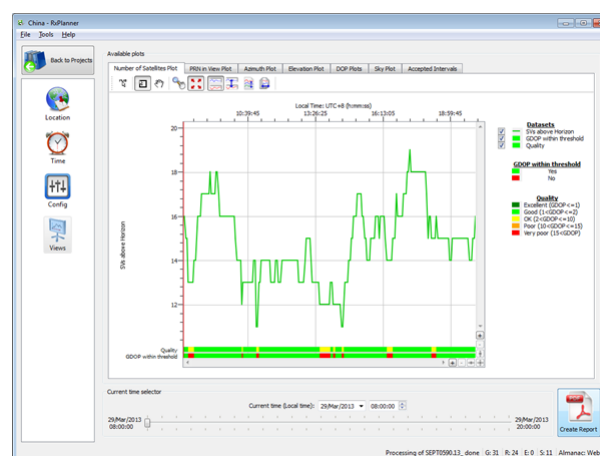 China - RxPlanner
File Tools Help
Back to Projects
Location
Time
Config
Views
Available plots
Number of Satellites Plot PRN in View Plot Azimuth Plot Elevation Plot DOP Plots Sky Plot Accepted Intervals
Local Time: UTC+8 (h:mm:ss)
10:39:45 13:26:25 16:13:05 18:59:45
20
18
16
14
12
SVs above Horizon
Quality
GDOP within threshold
Datasets
SVs above Horizon
GDOP within threshold
Quality
GDOP within threshold
Yes
No
Quality
Excellent (GDOP<=1)
Good (1<GDOP<=2)
OK (2<GDOP<=10)
Poor (10<GDOP<=15)
Very poor (15<GDOP)
Current time selector
Current time (Local time): 29/Mar/2013 08:00:00
29/Mar/2013
08:00:00
29/Mar/2013
20:00:00
PDF
Create Report
Processing of SEPT0590.13_ done G: 31 R: 24 E: 0 S: 11 Almanac: Web